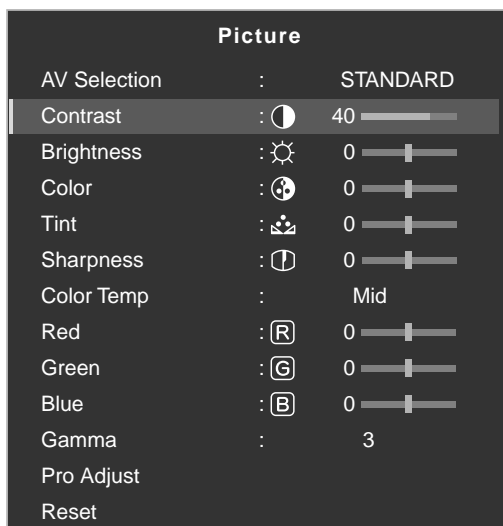 Picture
AV Selection : STANDARD
Contrast : 40
Brightness : 0
Color : 0
Tint : 0
Sharpness : 0
Color Temp : Mid
Red : R 0
Green : G 0
Blue : B 0
Gamma : 3
Pro Adjust
Reset